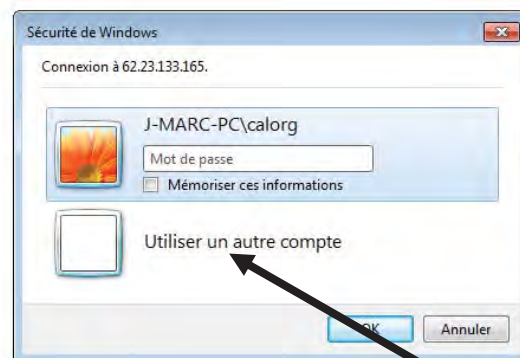 Sécurité de Windows
Connexion à 62.23.133.165.
J-MARC-PC\calorg
Mot de passe
Mémoriser ces informations
Utiliser un autre compte
OK
Annuler